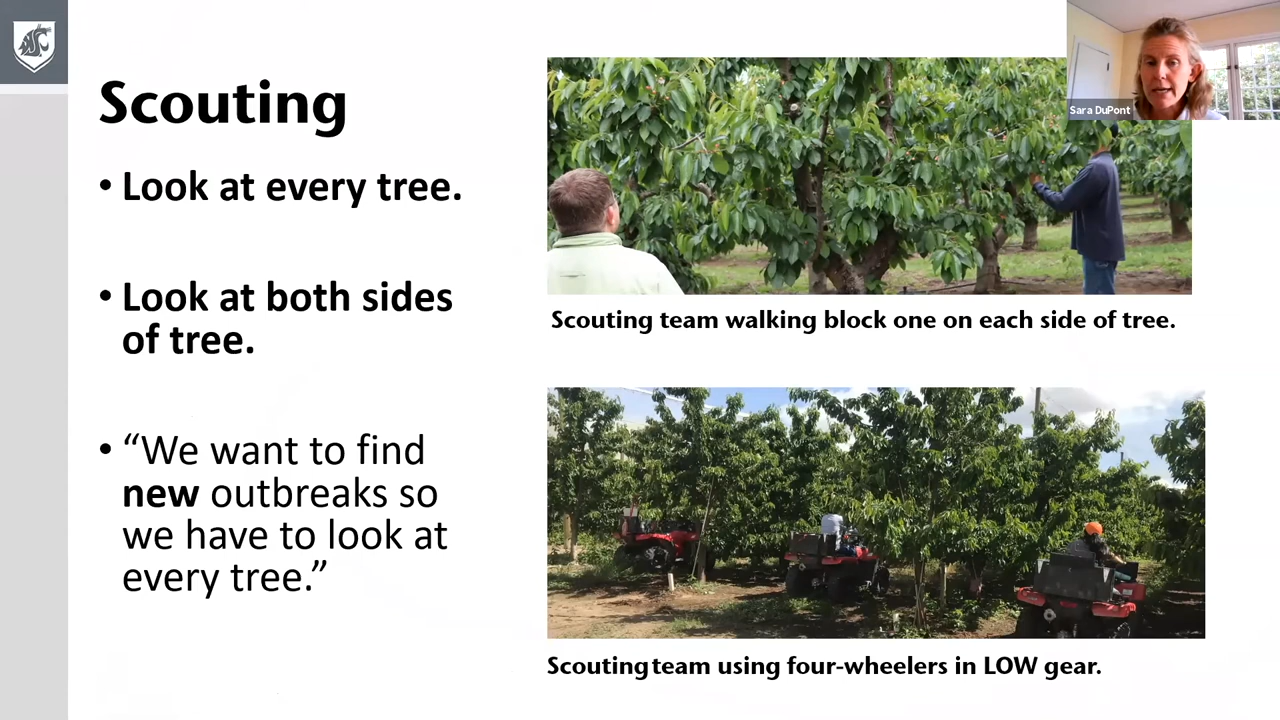 Scouting
• Look at every tree.
• Look at both sides
of tree.
• “We want to find
new outbreaks so
we have to look at
every tree.”
Sara DuPont
Scouting team walking block one on each side of tree.
Scouting team using four-wheelers in LOW gear.